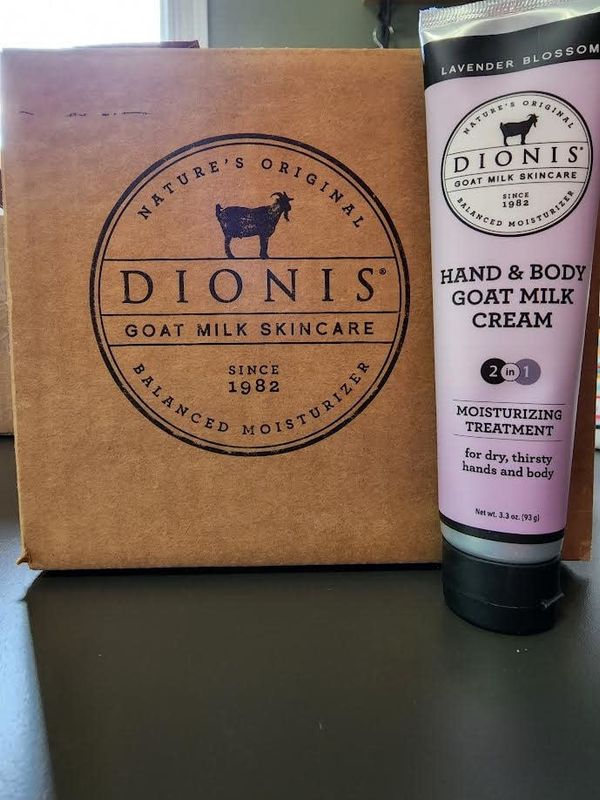 NATURE'S ORIGINAL
DIONIS®
GOAT MILK SKINCARE
SINCE
1982
BALANCED MOISTURIZER
LAVENDER BLOSSOM
NATURE'S ORIGINAL
DIONIS®
GOAT MILK SKINCARE
SINCE
1982
BALANCED MOISTURIZER
HAND & BODY
GOAT MILK
CREAM
2 in 1
MOISTURIZING
TREATMENT
for dry, thirsty
hands and body
Net wt. 3.3 oz. (93 g)